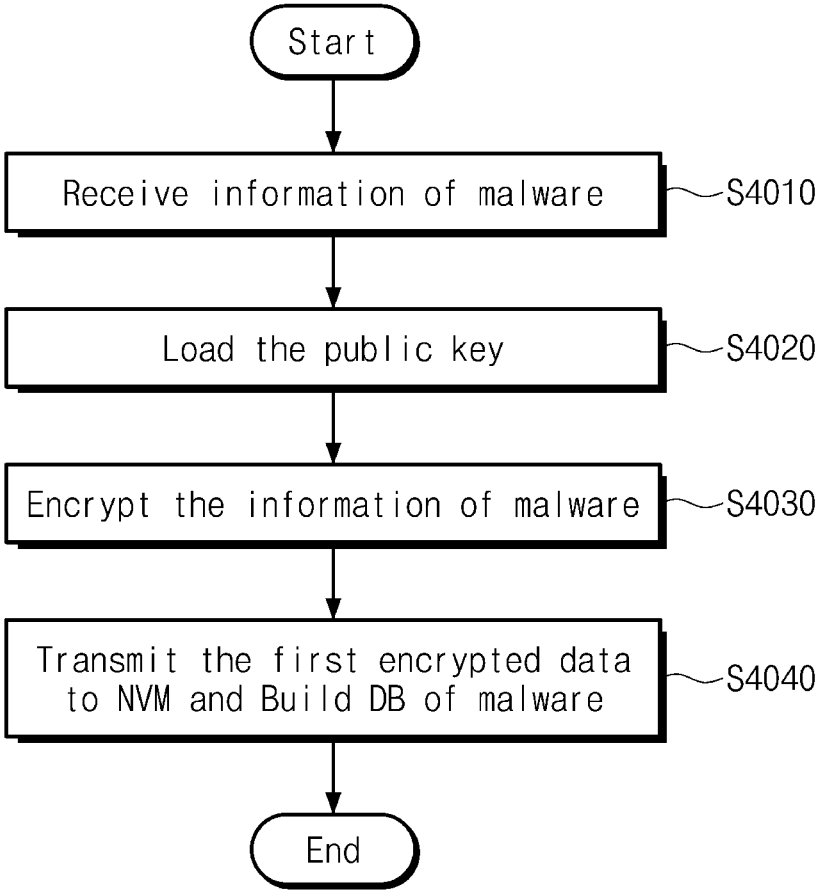 Start
Receive information of malware
S4010
Load the public key
S4020
Encrypt the information of malware
S4030
Transmit the first encrypted data
to NVM and Build DB of malware
S4040
End